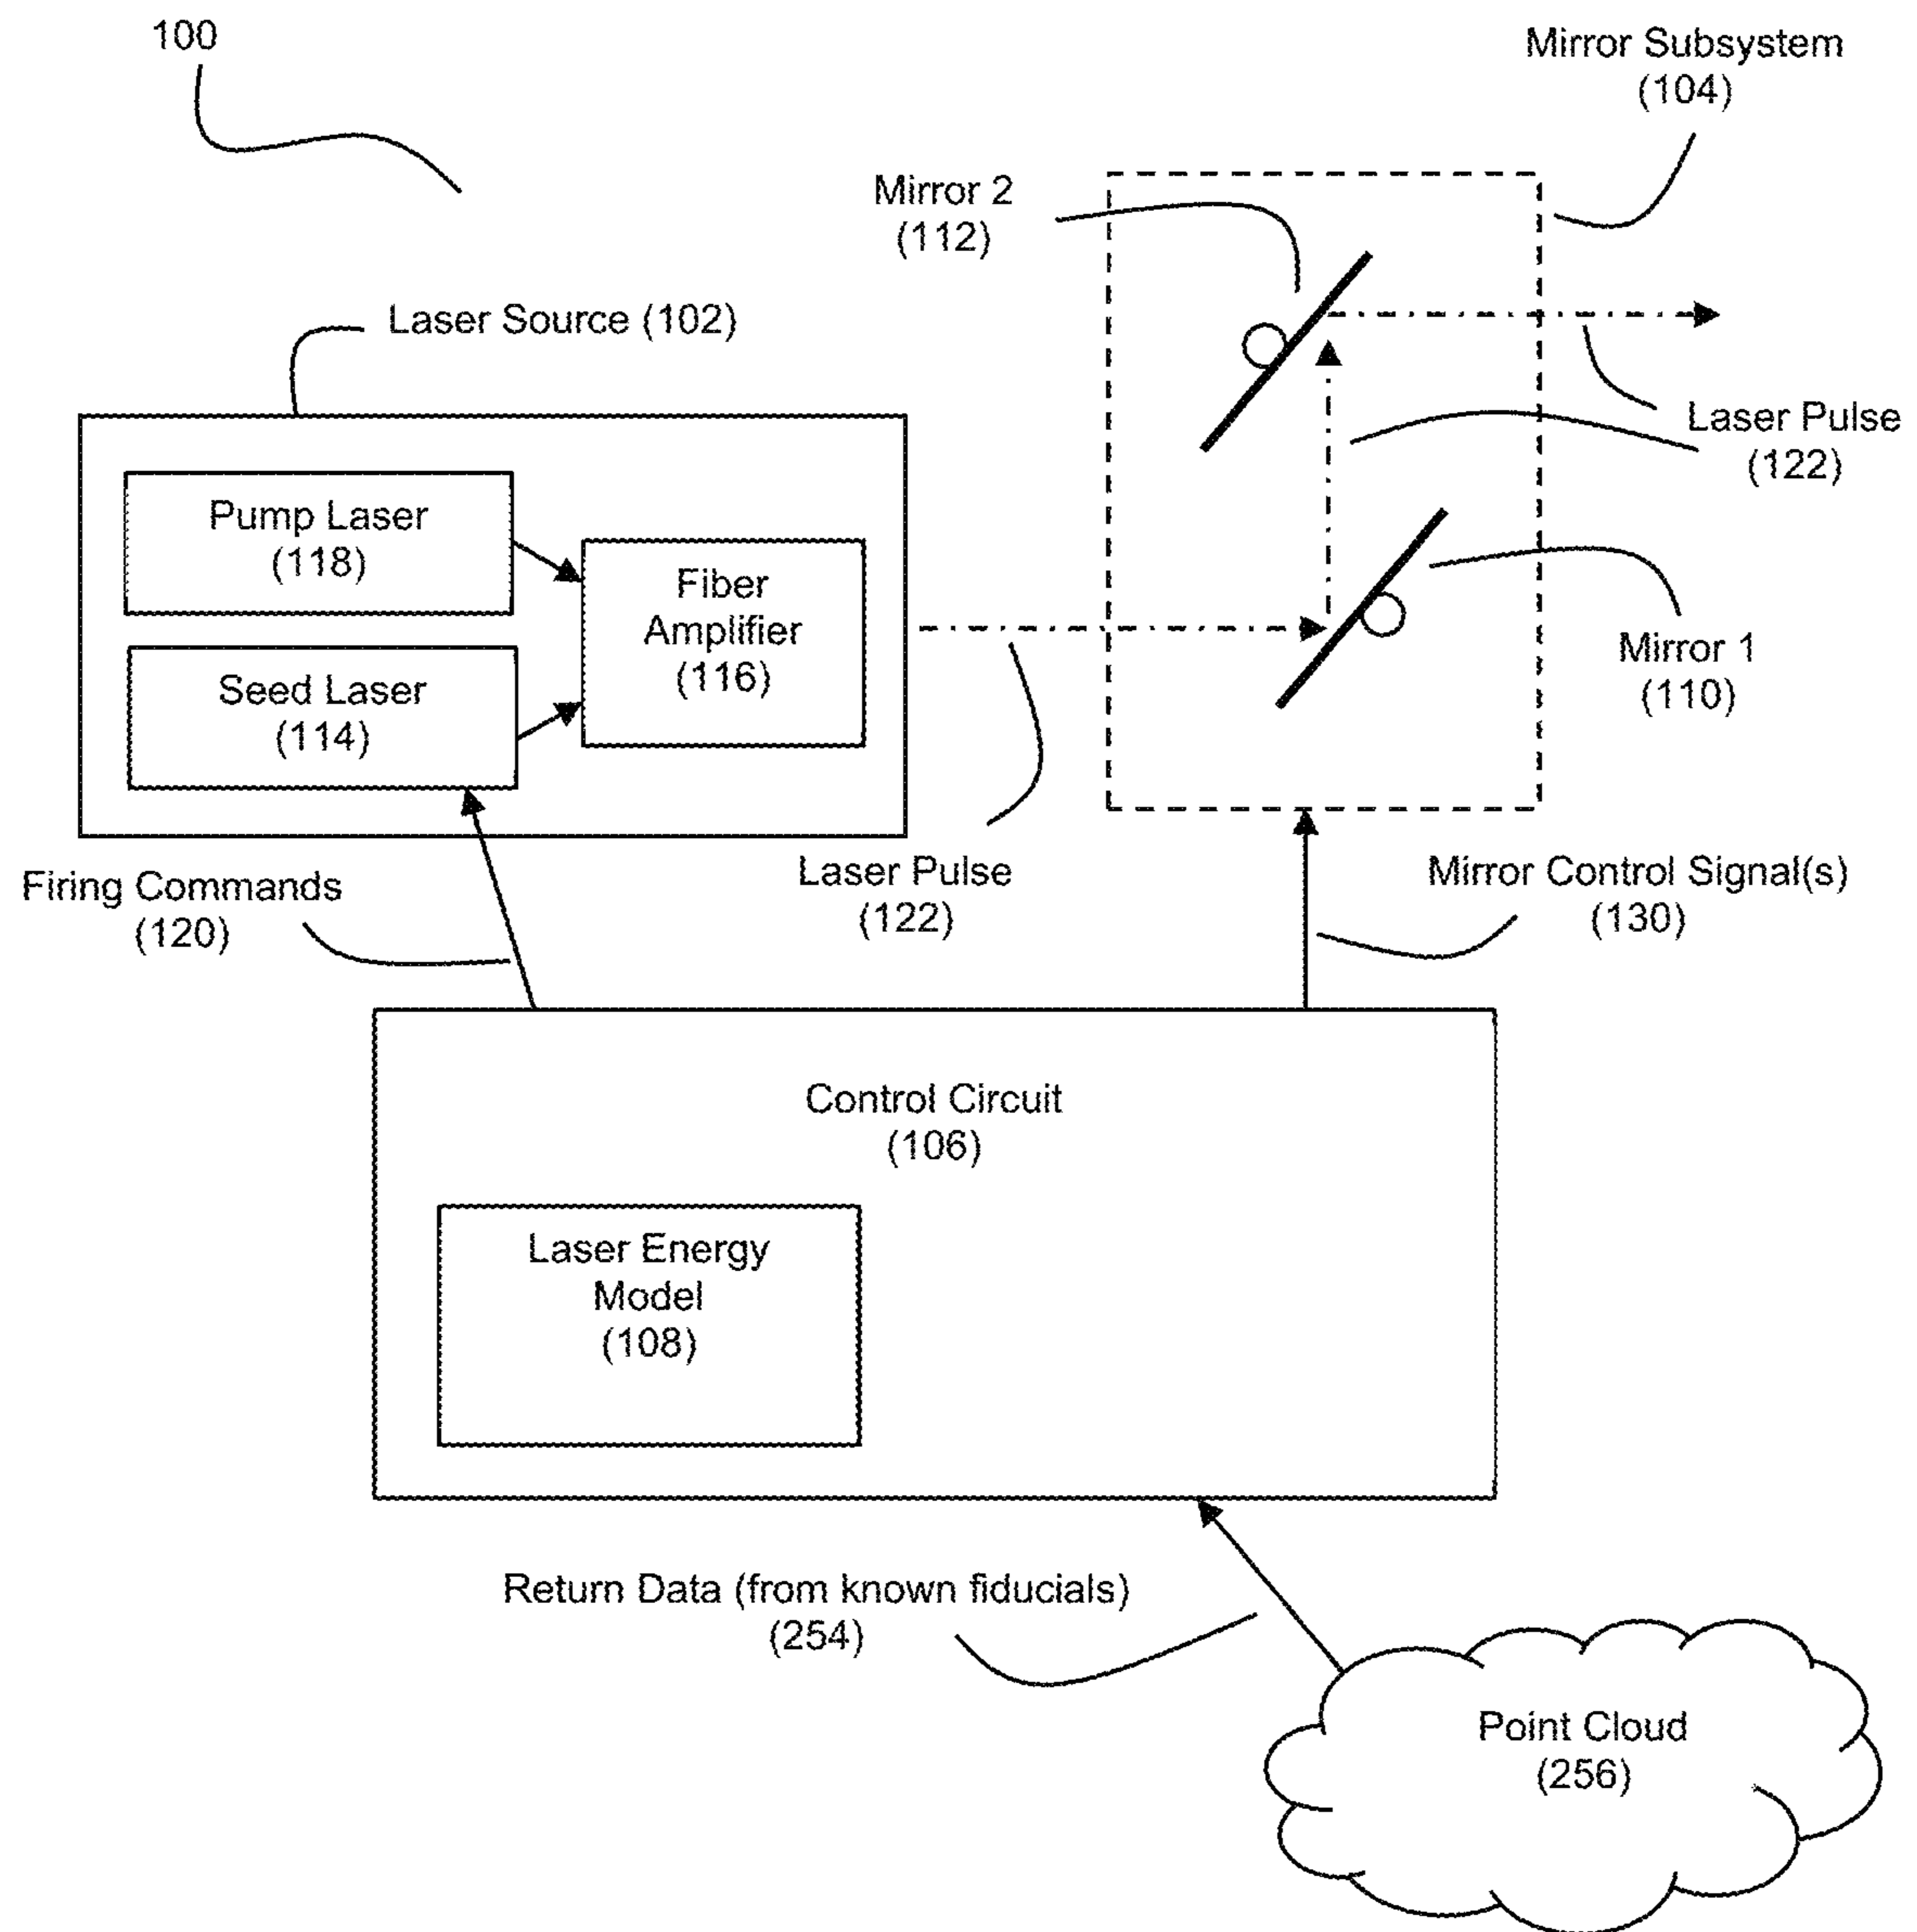 100
Mirror Subsystem
(104)
Mirror 2
(112)
Laser Source (102)
Laser Pulse
(122)
Pump Laser
(118)
Fiber
Amplifier
(116)
Seed Laser
(114)
Mirror 1
(110)
Firing Commands
(120)
Laser Pulse
(122)
Mirror Control Signal(s)
(130)
Control Circuit
(106)
Laser Energy
Model
(108)
Return Data (from known fiducials)
(254)
Point Cloud
(256)